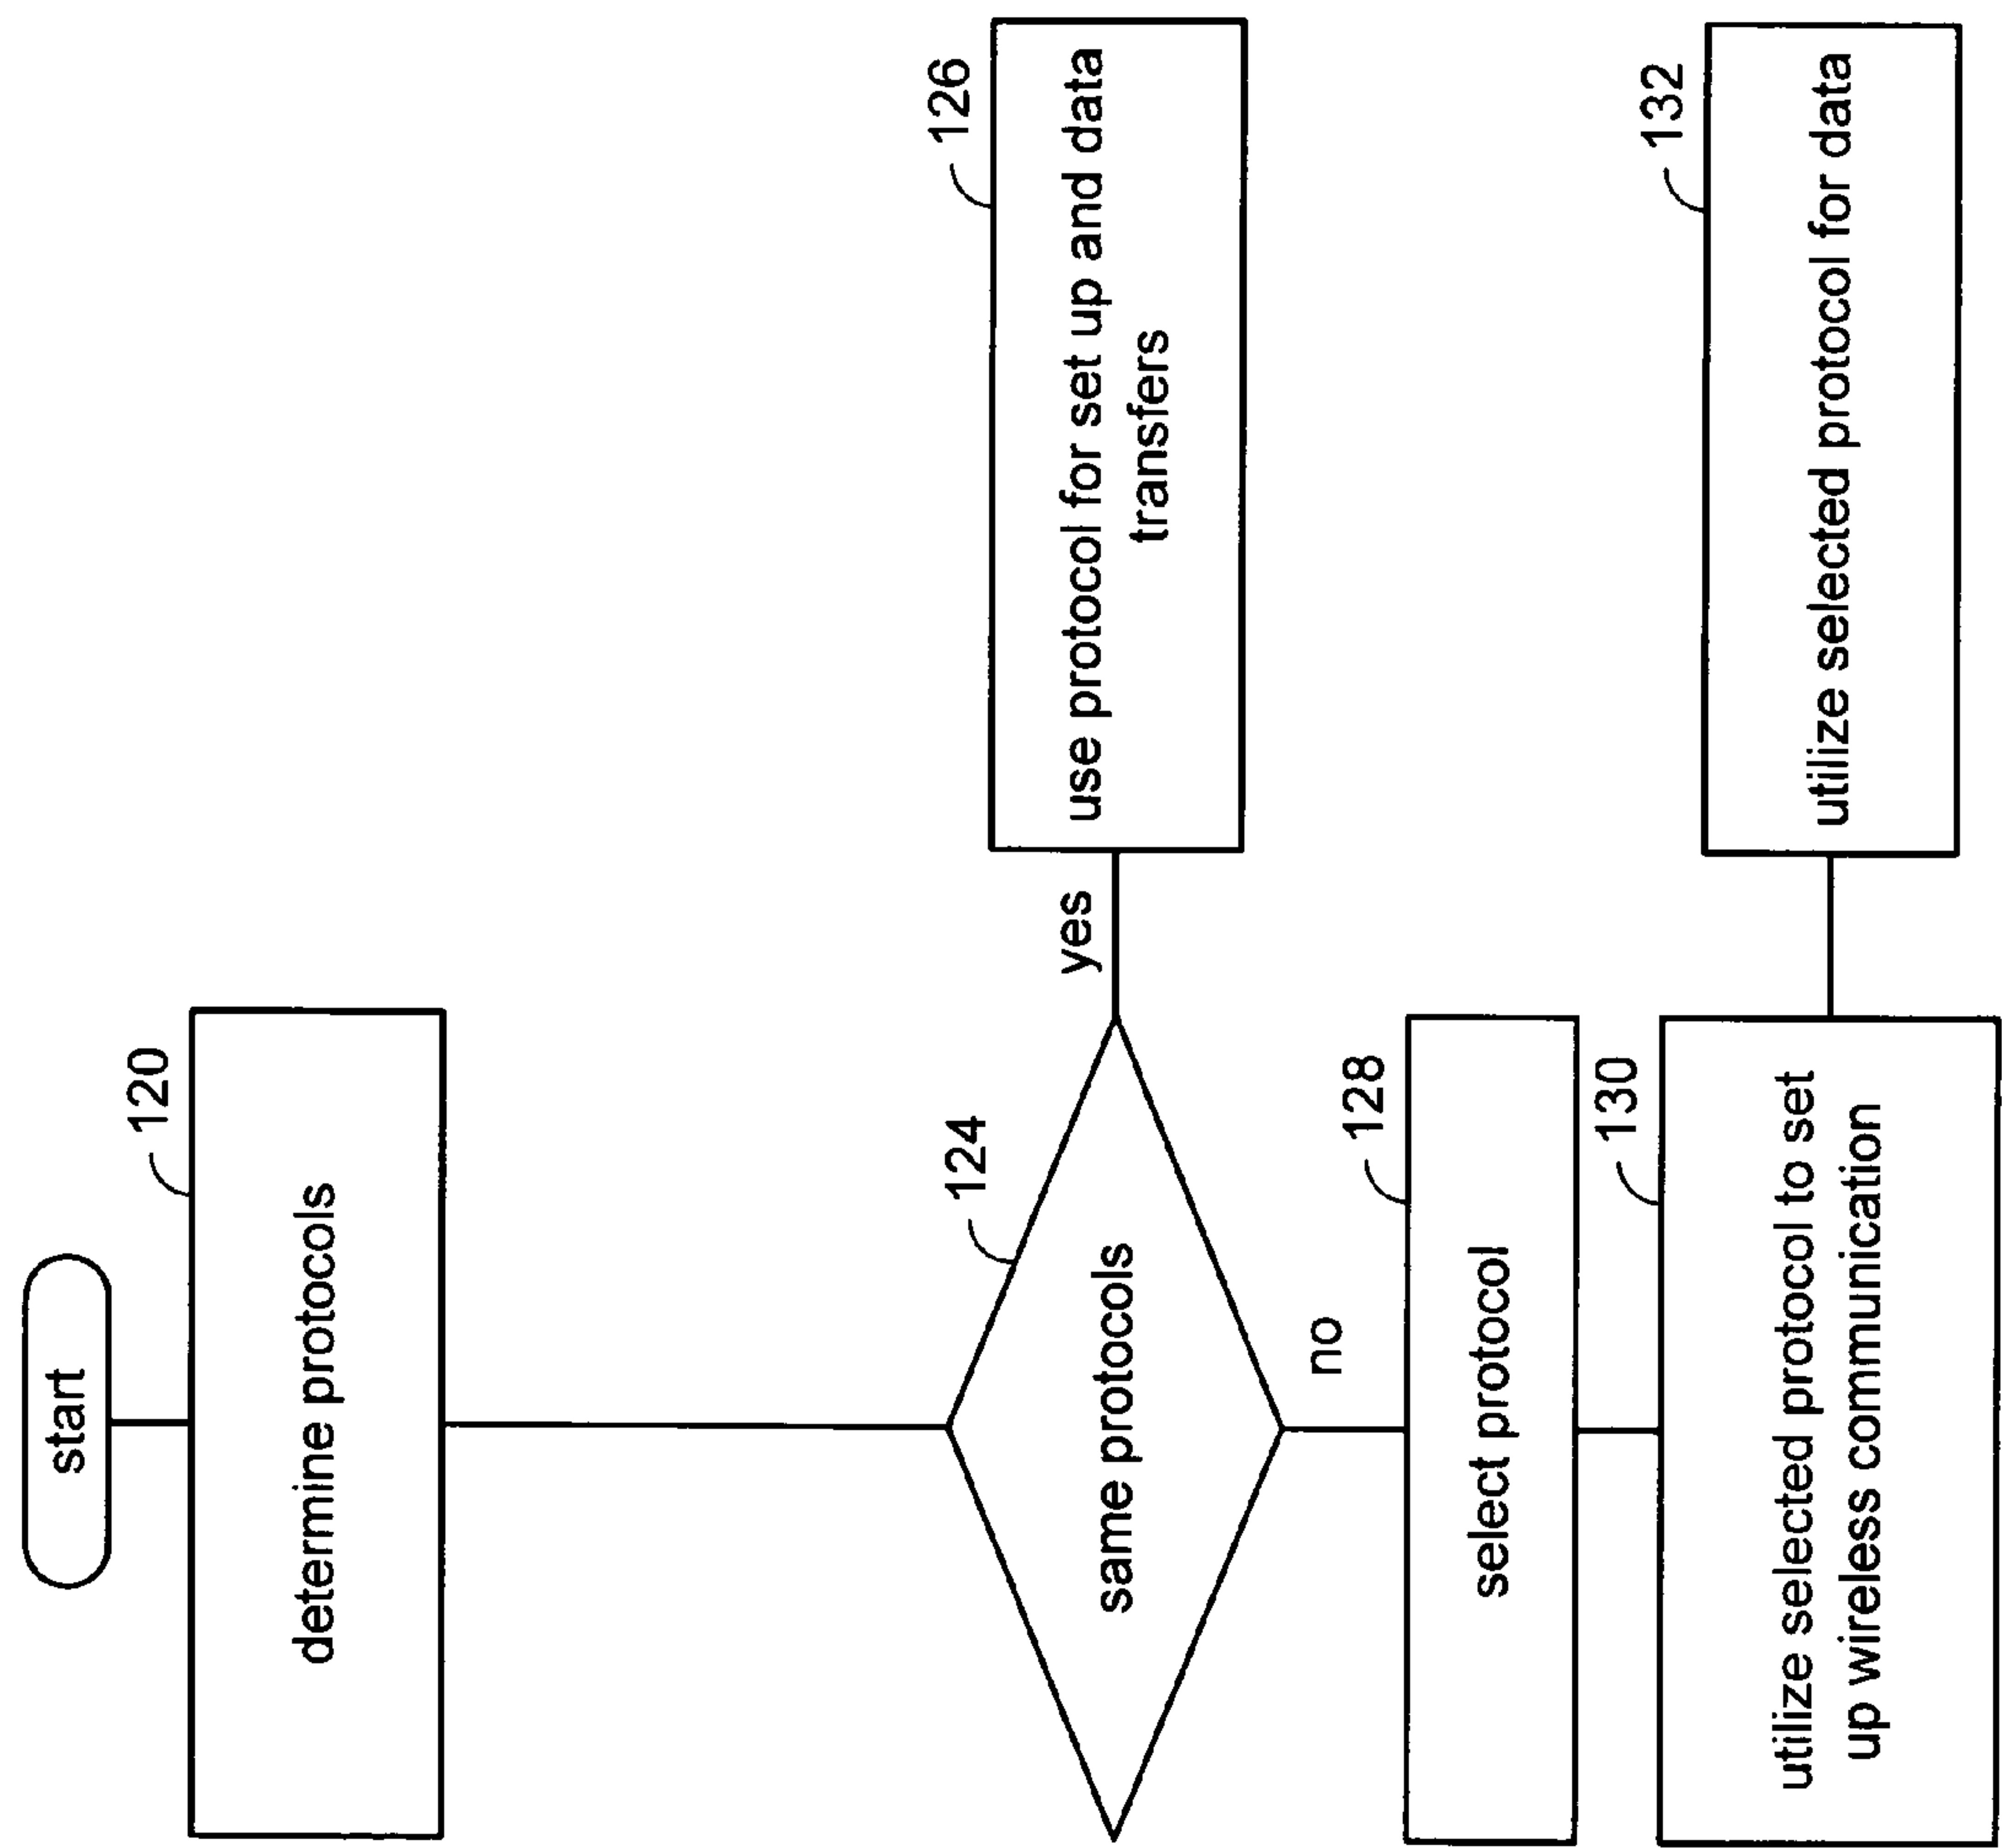 start
120
determine protocols
124
same protocols
yes
126
use protocol for set up and data
transfers
no
128
select protocol
130
utilize selected protocol to set
up wireless communication
132
utilize selected protocol for data